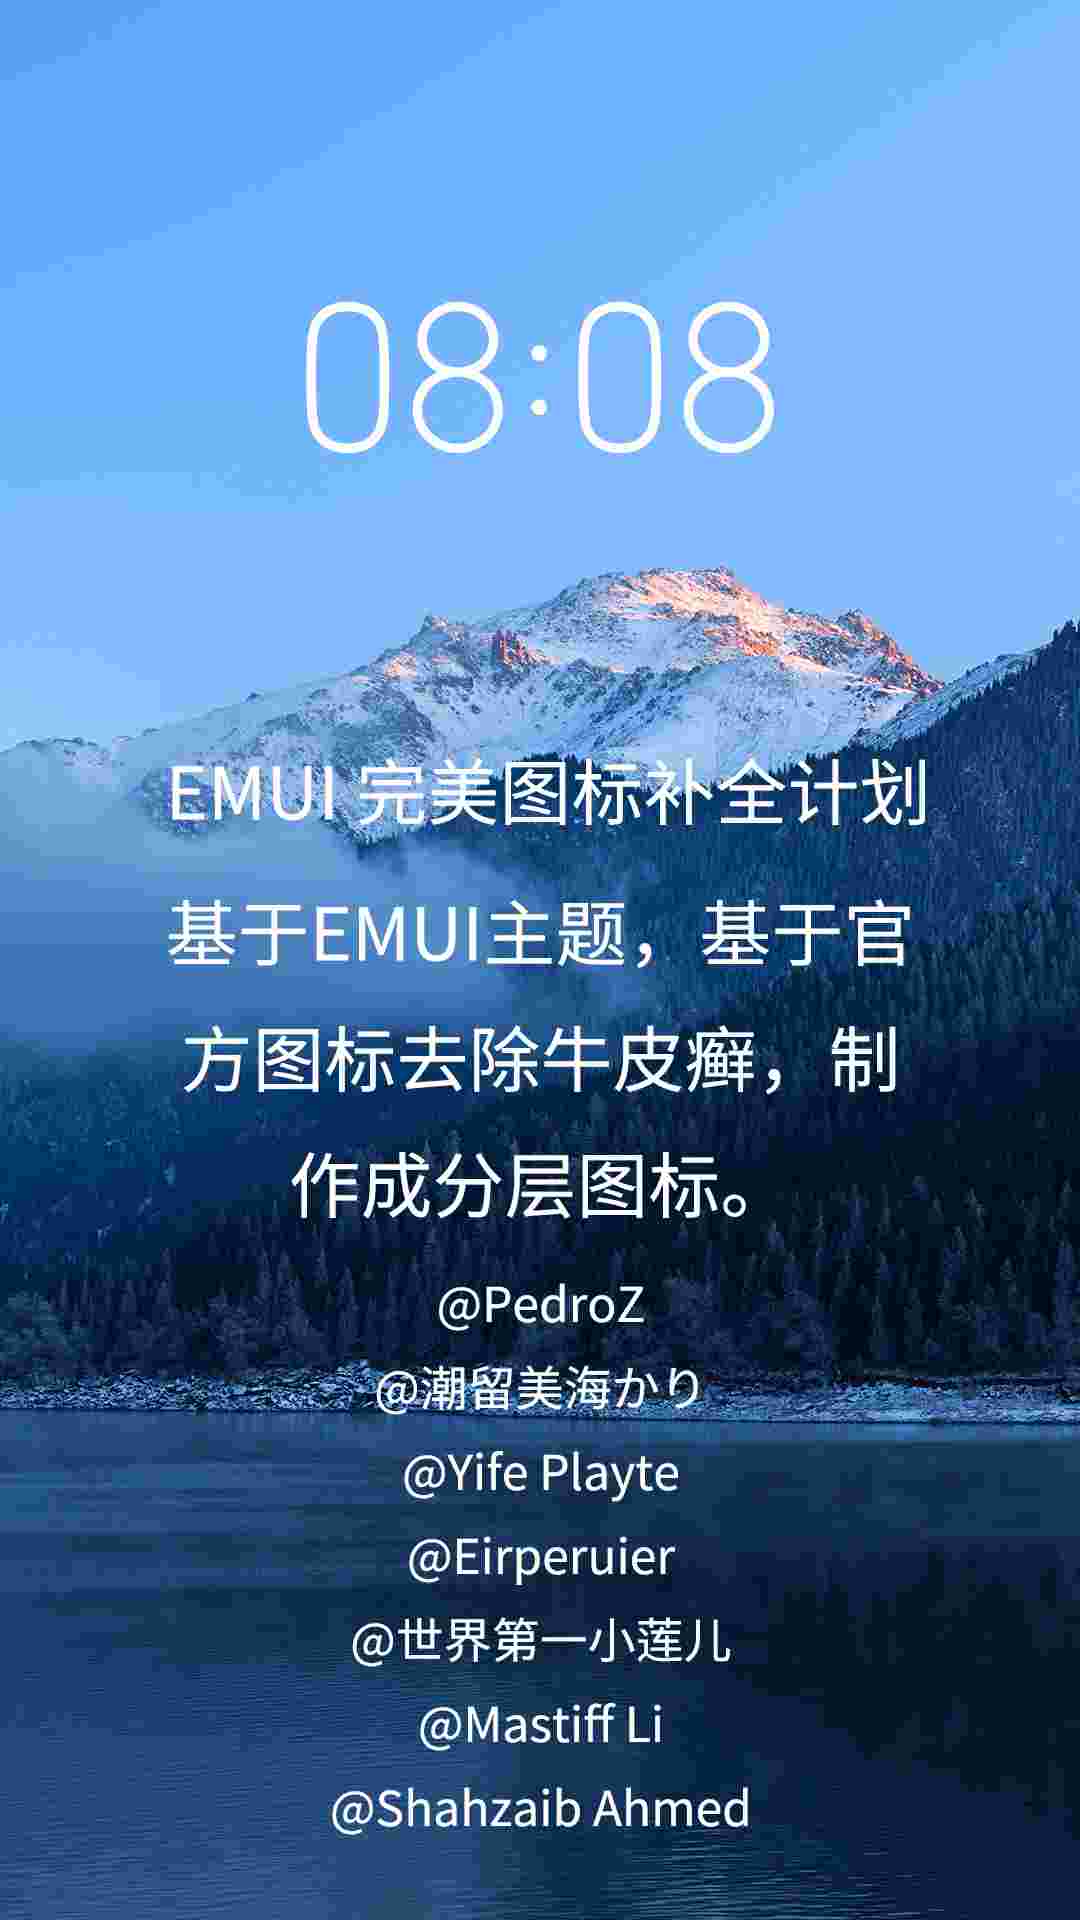 08:08
EMUI 完美图标补全计划
基于EMUI主题，基于官
方图标去除牛皮癣，制
作成分层图标。
@PedroZ
@潮留美海かり
@Yife Playte
@Eirperuier
@世界第一小莲儿
@Mastiff Li
@Shahzaib Ahmed